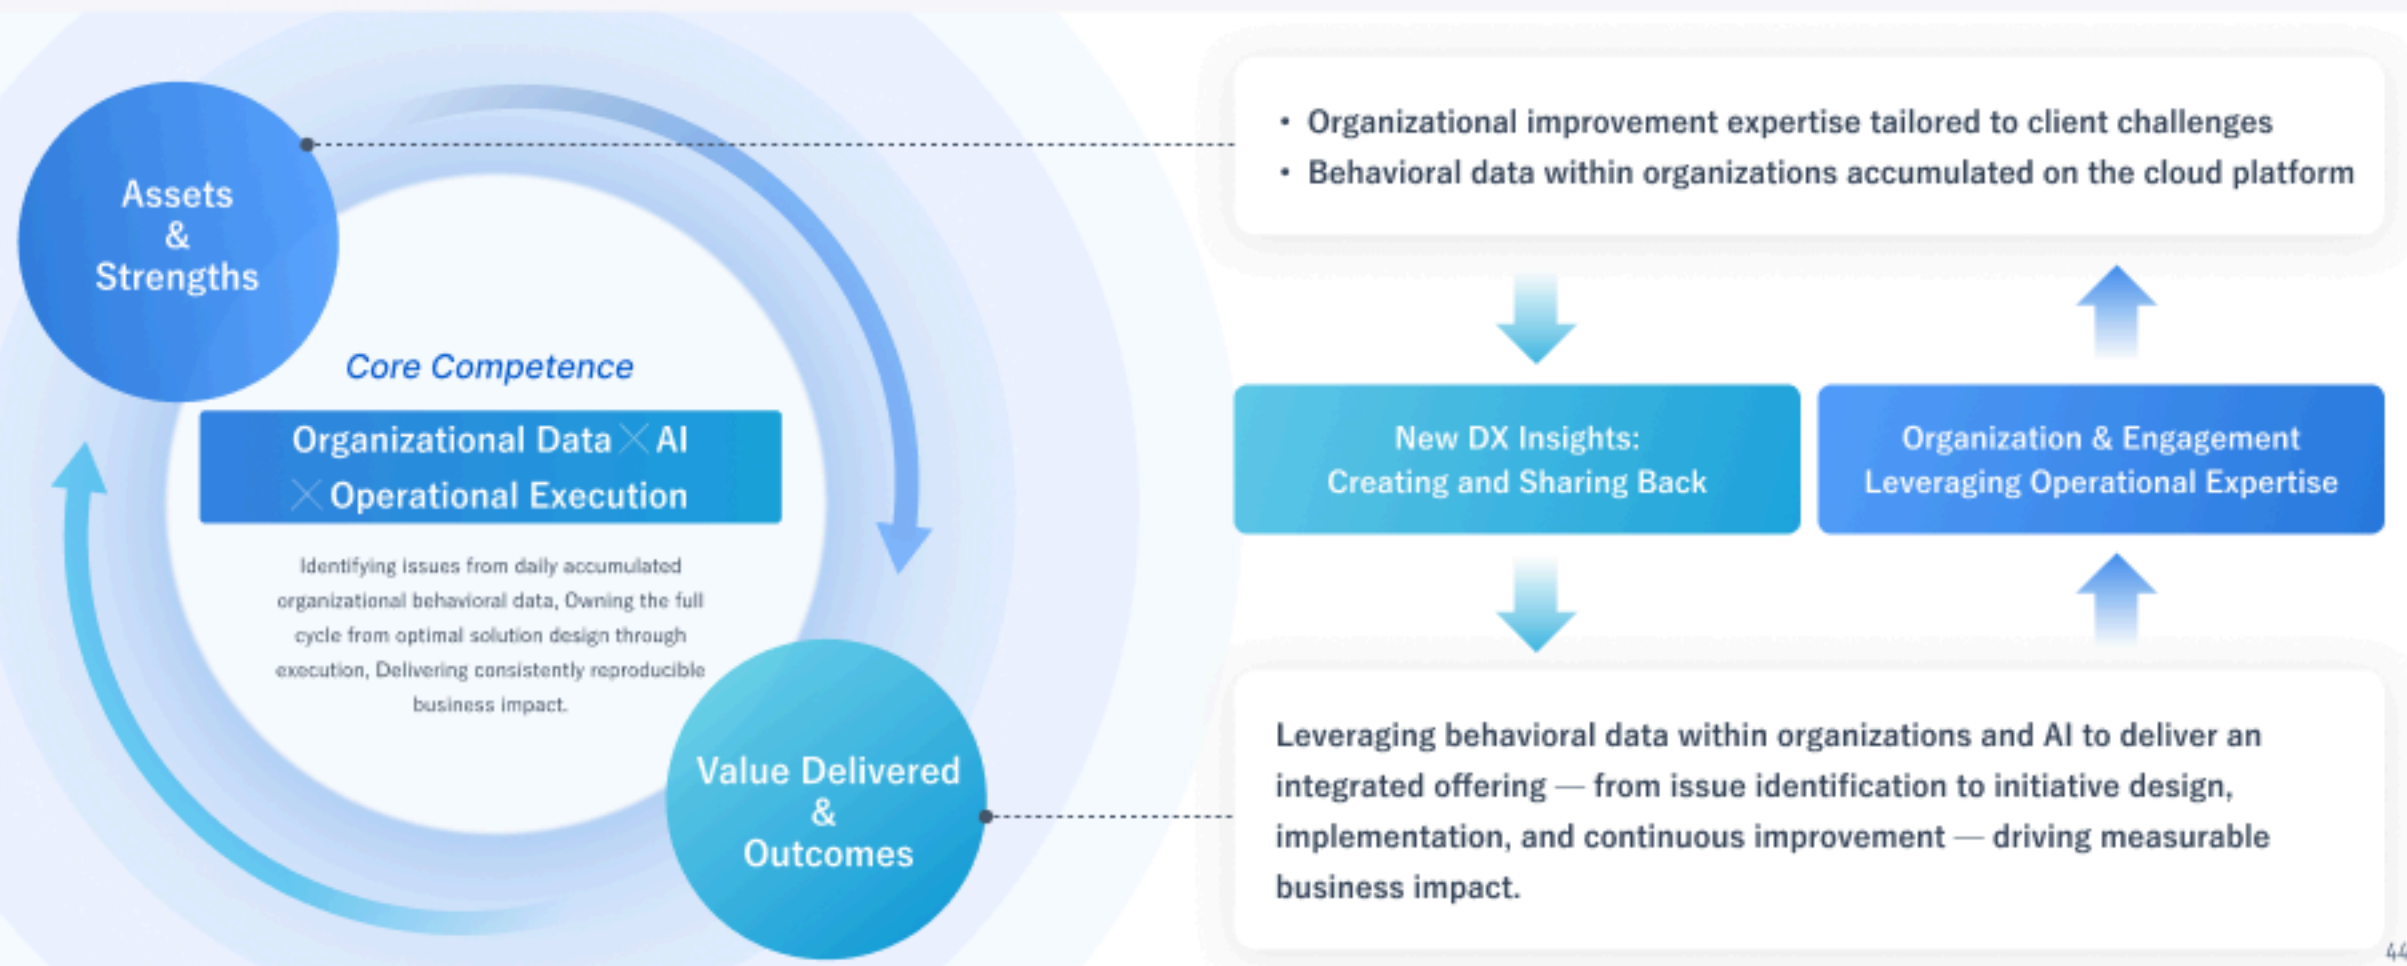 Assets
&
Strengths
Core Competence
Organizational Data × AI
× Operational Execution
Identifying issues from daily accumulated
organizational behavioral data, Owning the full
cycle from optimal solution design through
execution, Delivering consistently reproducible
business impact.
Value Delivered
&
Outcomes
• Organizational improvement expertise tailored to client challenges
• Behavioral data within organizations accumulated on the cloud platform
New DX Insights:
Creating and Sharing Back
Organization & Engagement
Leveraging Operational Expertise
Leveraging behavioral data within organizations and AI to deliver an
integrated offering — from issue identification to initiative design,
implementation, and continuous improvement — driving measurable
business impact.